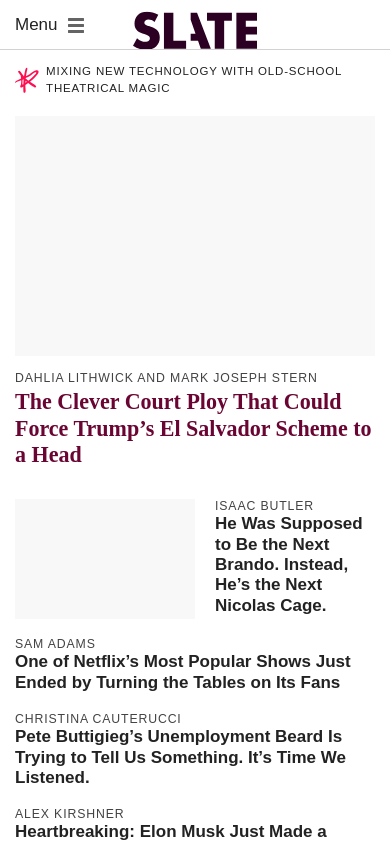 Menu
SLATE
MIXING NEW TECHNOLOGY WITH OLD-SCHOOL
THEATRICAL MAGIC
DAHLIA LITHWICK AND MARK JOSEPH STERN
The Clever Court Ploy That Could
Force Trump’s El Salvador Scheme to
a Head
ISAAC BUTLER
He Was Supposed
to Be the Next
Brando. Instead,
He’s the Next
Nicolas Cage.
SAM ADAMS
One of Netflix’s Most Popular Shows Just
Ended by Turning the Tables on Its Fans
CHRISTINA CAUTERUCCI
Pete Buttigieg’s Unemployment Beard Is
Trying to Tell Us Something. It’s Time We
Listened.
ALEX KIRSHNER
Heartbreaking: Elon Musk Just Made a